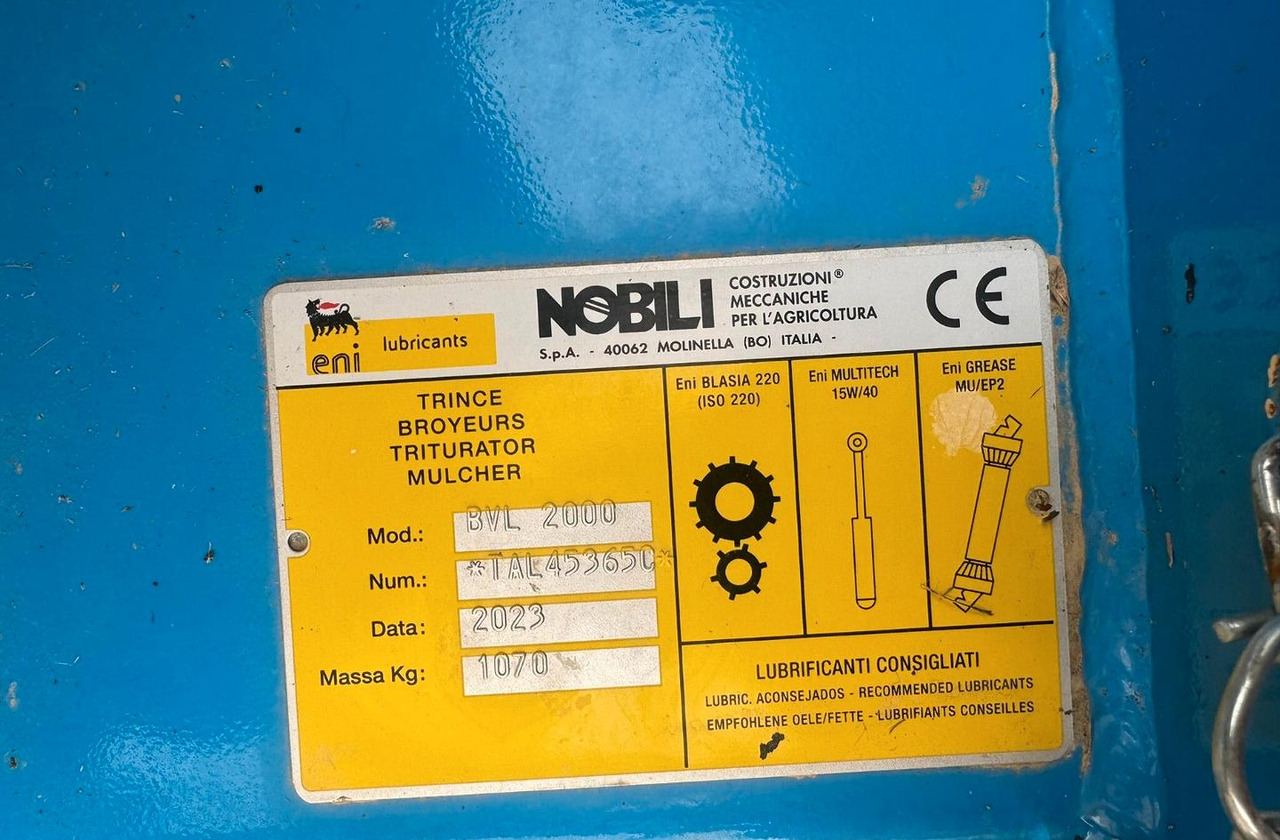 eni
lubricants
NOBILI
COSTRUZIONI®
MECCANICHE
PER L'AGRICOLTURA
S.p.A. - 40062 MOLINELLA (BO) ITALIA -
CE
TRINCE
BROYEURS
TRITURATOR
MULCHER
Mod.: BVL 2000
Num.: *TAL45365C*
Data: 2023
Massa Kg: 1070
Eni BLASIA 220
(ISO 220)
Eni MULTITECH
15W/40
Eni GREASE
MU/EP2
LUBRIFICANTI CONSIGLIATI
LUBRIC. ACONSEJADOS - RECOMMENDED LUBRICANTS
EMPFOHLENE OELE/FETTE - LUBRIFIANTS CONSEILLES